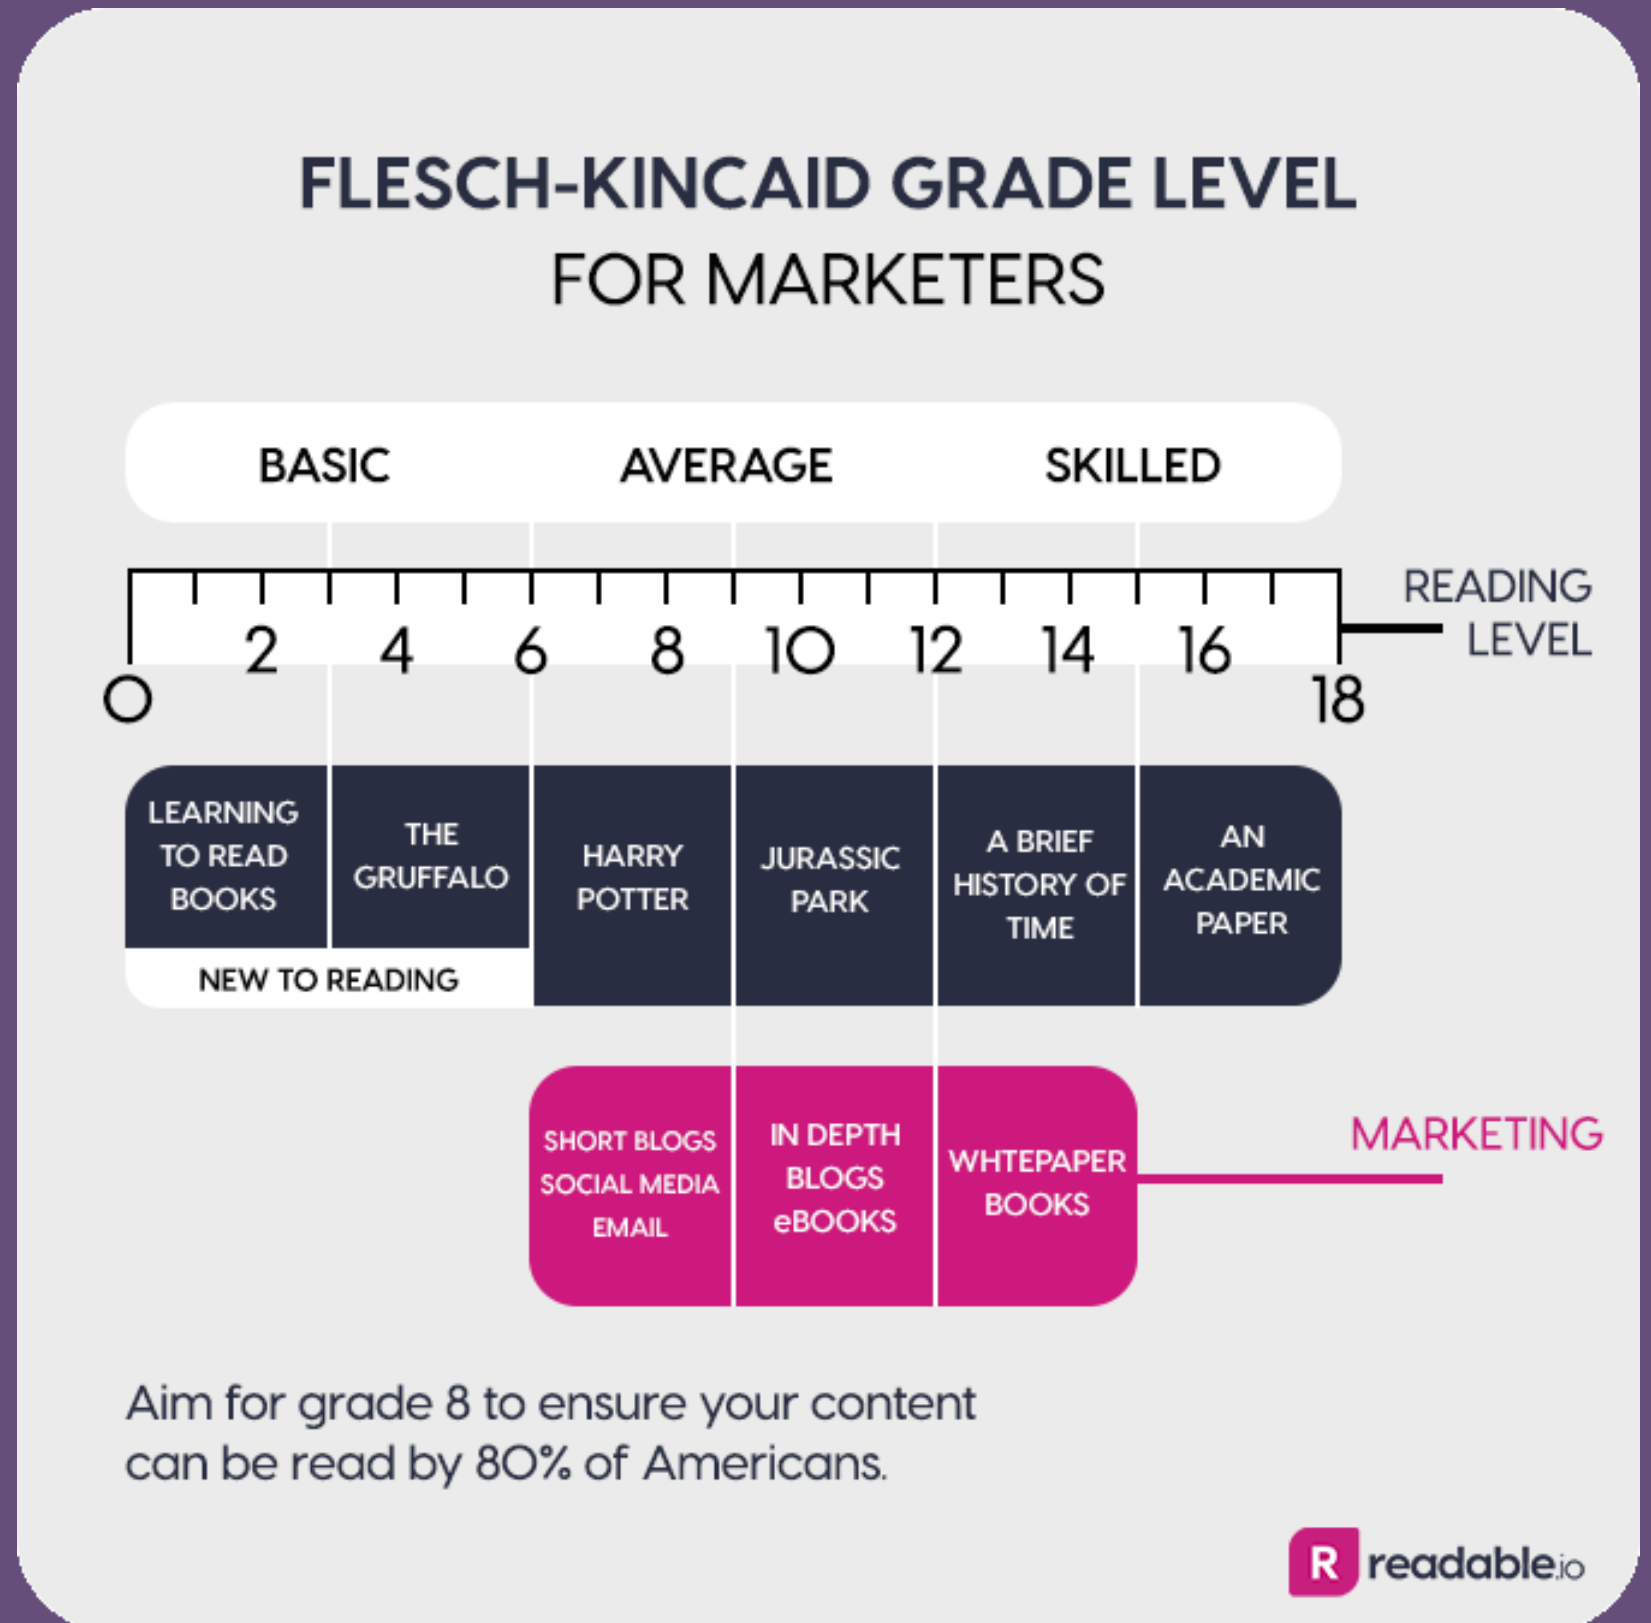 FLESCH-KINCAID GRADE LEVEL
FOR MARKETERS
BASIC AVERAGE SKILLED
READING
LEVEL
0 2 4 6 8 10 12 14 16 18
LEARNING
TO READ
BOOKS
THE
GRUFFALO
NEW TO READING
HARRY
POTTER
JURASSIC
PARK
A BRIEF
HISTORY OF
TIME
AN
ACADEMIC
PAPER
SHORT BLOGS
SOCIAL MEDIA
EMAIL
IN DEPTH
BLOGS
eBOOKS
WHTEPAPER
BOOKS
MARKETING
Aim for grade 8 to ensure your content
can be read by 80% of Americans.
R readable.io